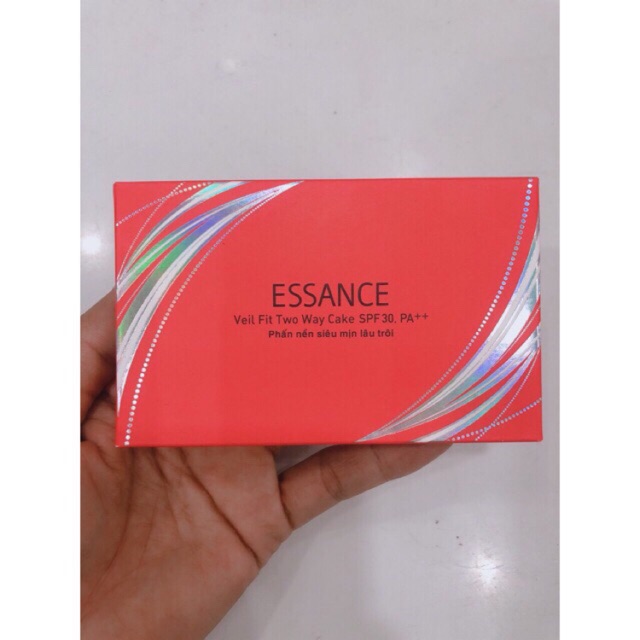 ESSANCE
Veil Fit Two Way Cake SPF30, PA++
Phấn nền siêu mịn lâu trôi